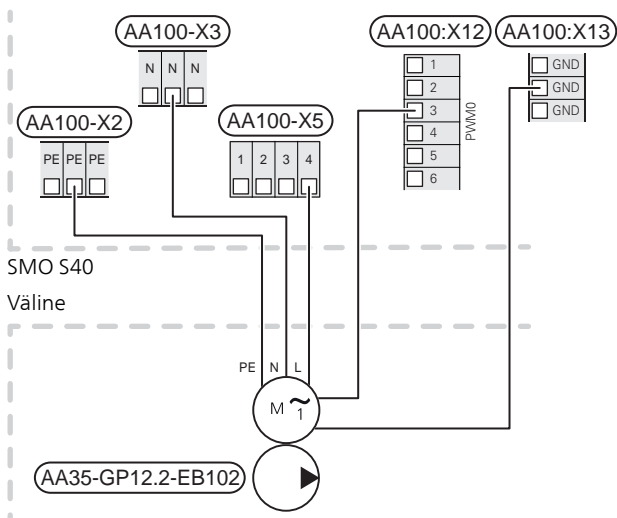 AA100-X3
AA100:X12
AA100:X13
N N N
1
2
3
4
5
6
PWM0
GND
GND
GND
AA100-X2
AA100-X5
PE PE PE
1 2 3 4
SMO S40
Väline
PE N L
M ~
1
AA35-GP12.2-EB102